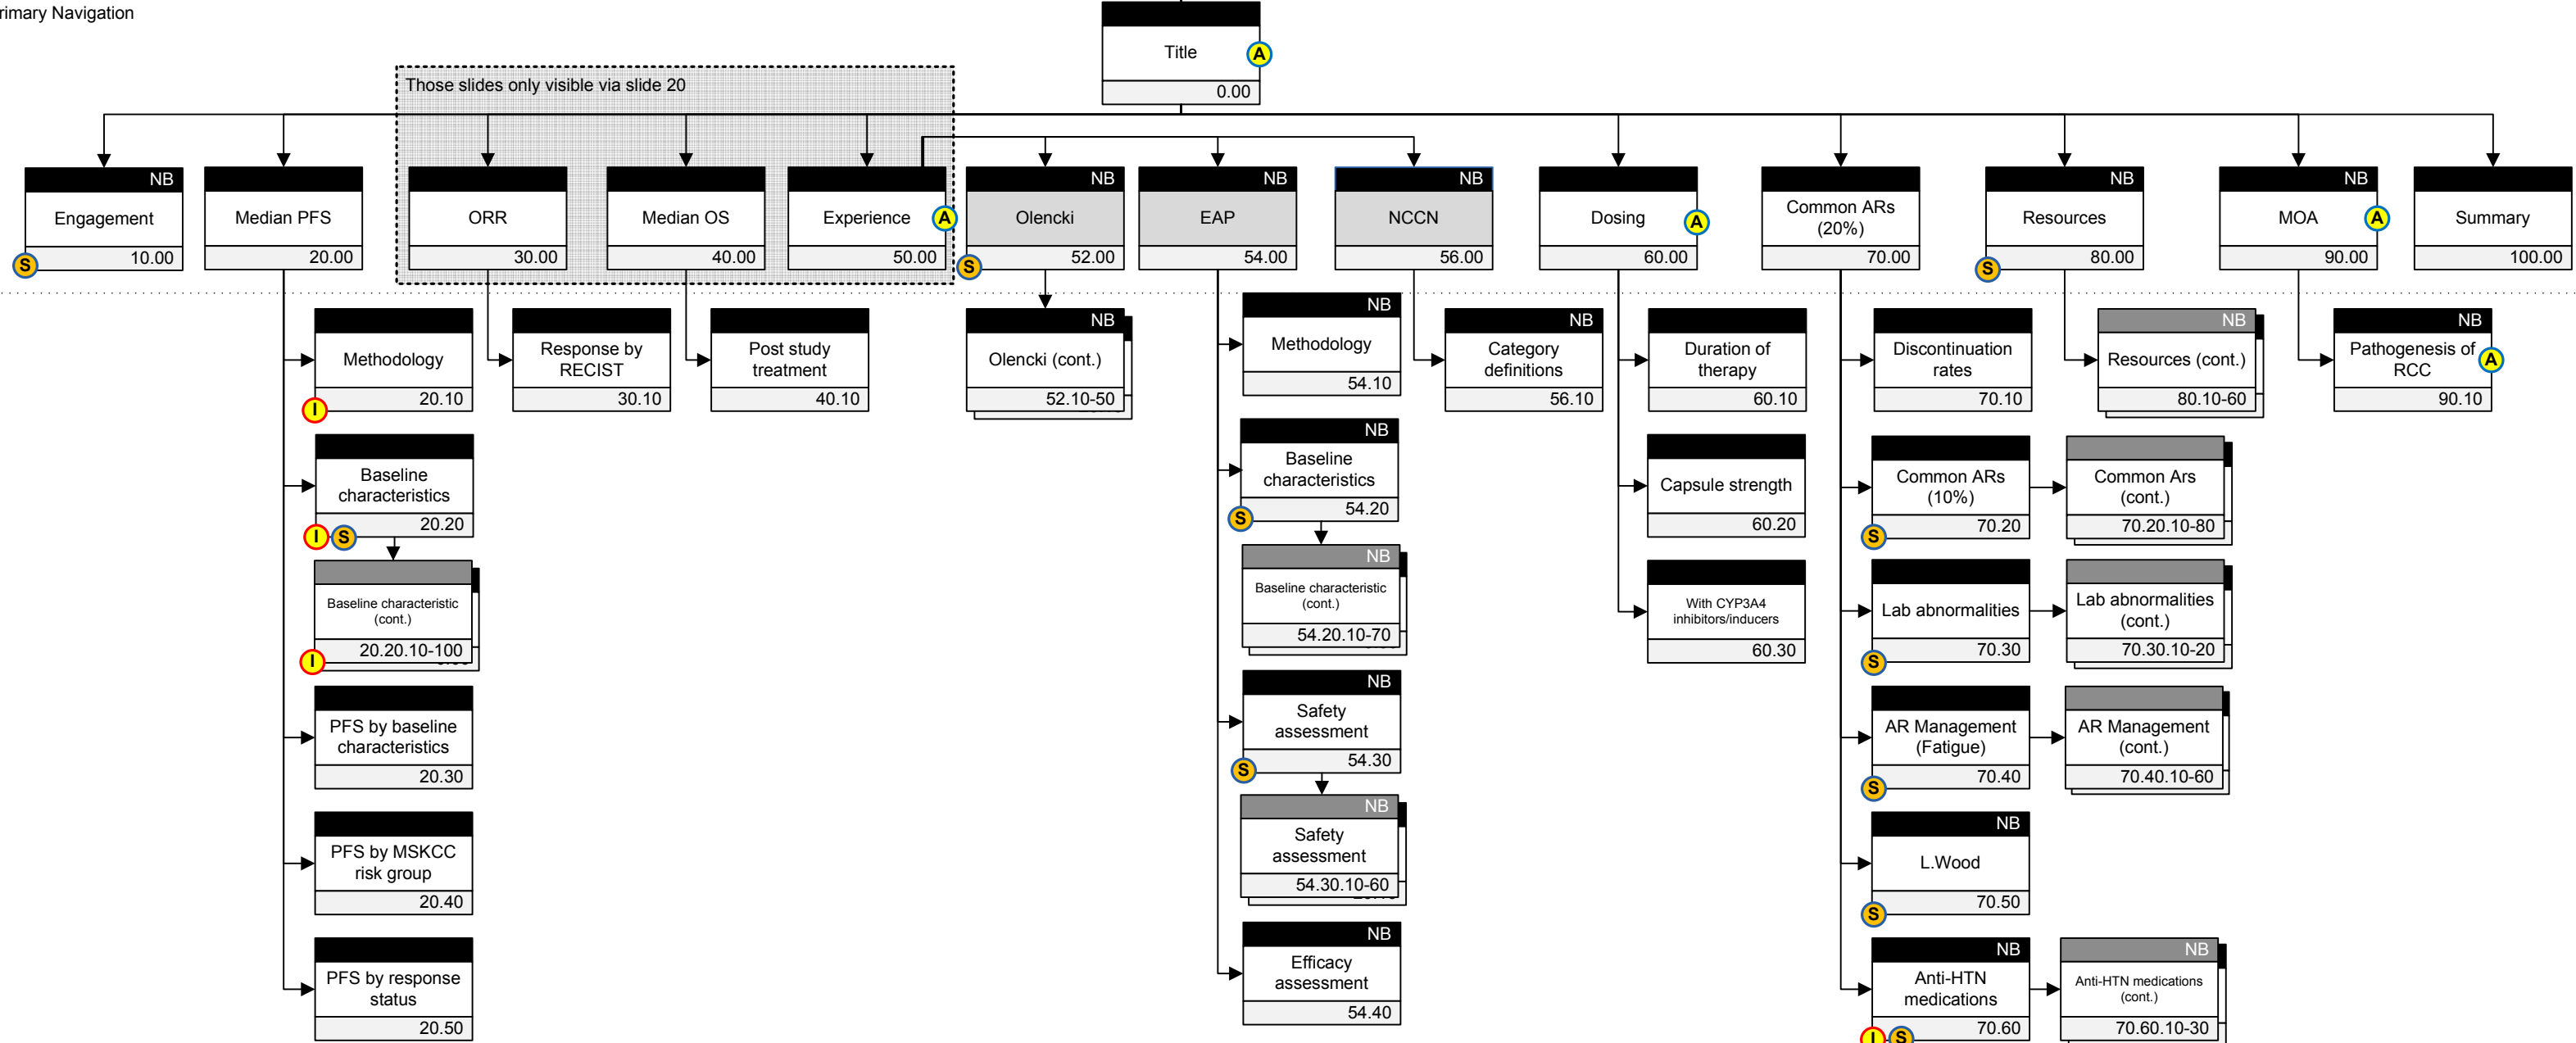 rimary Navigation
Title
A
0.00
Those slides only visible via slide 20
NB
Engagement
10.00
S
Median PFS
20.00
ORR
30.00
Median OS
40.00
Experience
A
50.00
NB
Olencki
52.00
S
NB
EAP
54.00
NB
NCCN
56.00
Dosing
A
60.00
Common ARs
(20%)
70.00
NB
Resources
80.00
S
NB
MOA
A
90.00
Summary
100.00
Methodology
20.10
I
Baseline
characteristics
20.20
I S
Baseline characteristic
(cont.)
20.20.10-100
I
PFS by baseline
characteristics
20.30
PFS by MSKCC
risk group
20.40
PFS by response
status
20.50
Response by
RECIST
30.10
Post study
treatment
40.10
NB
Olencki (cont.)
52.10-50
NB
Methodology
54.10
NB
Baseline
characteristics
54.20
S
NB
Baseline characteristic
(cont.)
54.20.10-70
NB
Safety
assessment
54.30
S
NB
Safety
assessment
54.30.10-60
NB
Efficacy
assessment
54.40
NB
Category
definitions
56.10
Duration of
therapy
60.10
Capsule strength
60.20
With CYP3A4
inhibitors/inducers
60.30
Discontinuation
rates
70.10
Common ARs
(10%)
70.20
S
Common Ars
(cont.)
70.20.10-80
Lab abnormalities
70.30
S
Lab abnormalities
(cont.)
70.30.10-20
AR Management
(Fatigue)
70.40
S
AR Management
(cont.)
70.40.10-60
NB
L.Wood
70.50
S
NB
Anti-HTN
medications
70.60
I S
NB
Anti-HTN medications
(cont.)
70.60.10-30
NB
Resources (cont.)
80.10-60
NB
Pathogenesis of
RCC
A
90.10